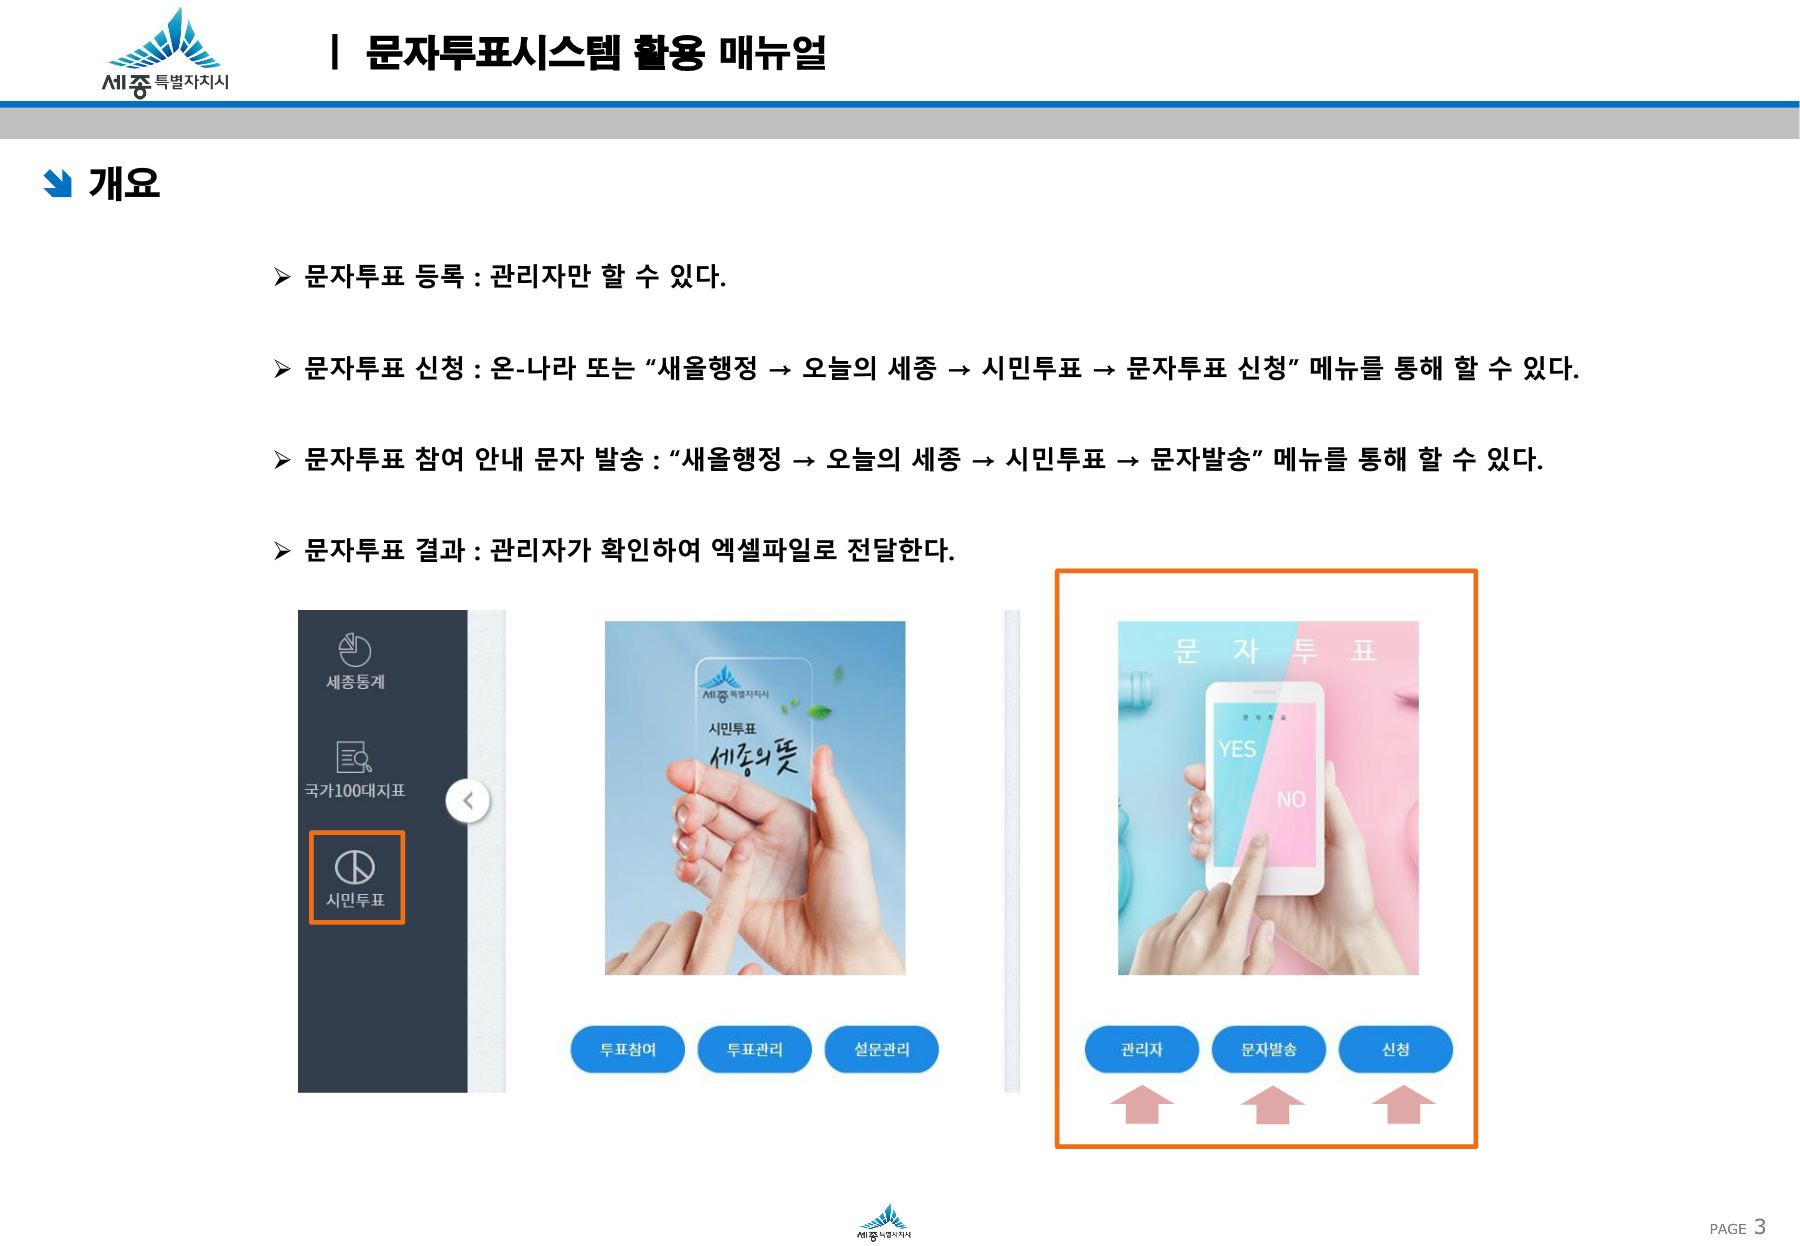 세종특별자치시
| 문자투표시스템 활용 매뉴얼
개요
➢ 문자투표 등록 : 관리자만 할 수 있다.
➢ 문자투표 신청 : 온-나라 또는 “새올행정 → 오늘의 세종 → 시민투표 → 문자투표 신청” 메뉴를 통해 할 수 있다.
➢ 문자투표 참여 안내 문자 발송 : “새올행정 → 오늘의 세종 → 시민투표 → 문자발송” 메뉴를 통해 할 수 있다.
➢ 문자투표 결과 : 관리자가 확인하여 엑셀파일로 전달한다.
세종통계
국가100대지표
시민투표
세종특별자치시
시민투표
세종의 뜻
투표참여 투표관리 설문관리
문 자 투 표
문 자 투 표
YES
NO
관리자 문자발송 신청
세종특별자치시
PAGE 3